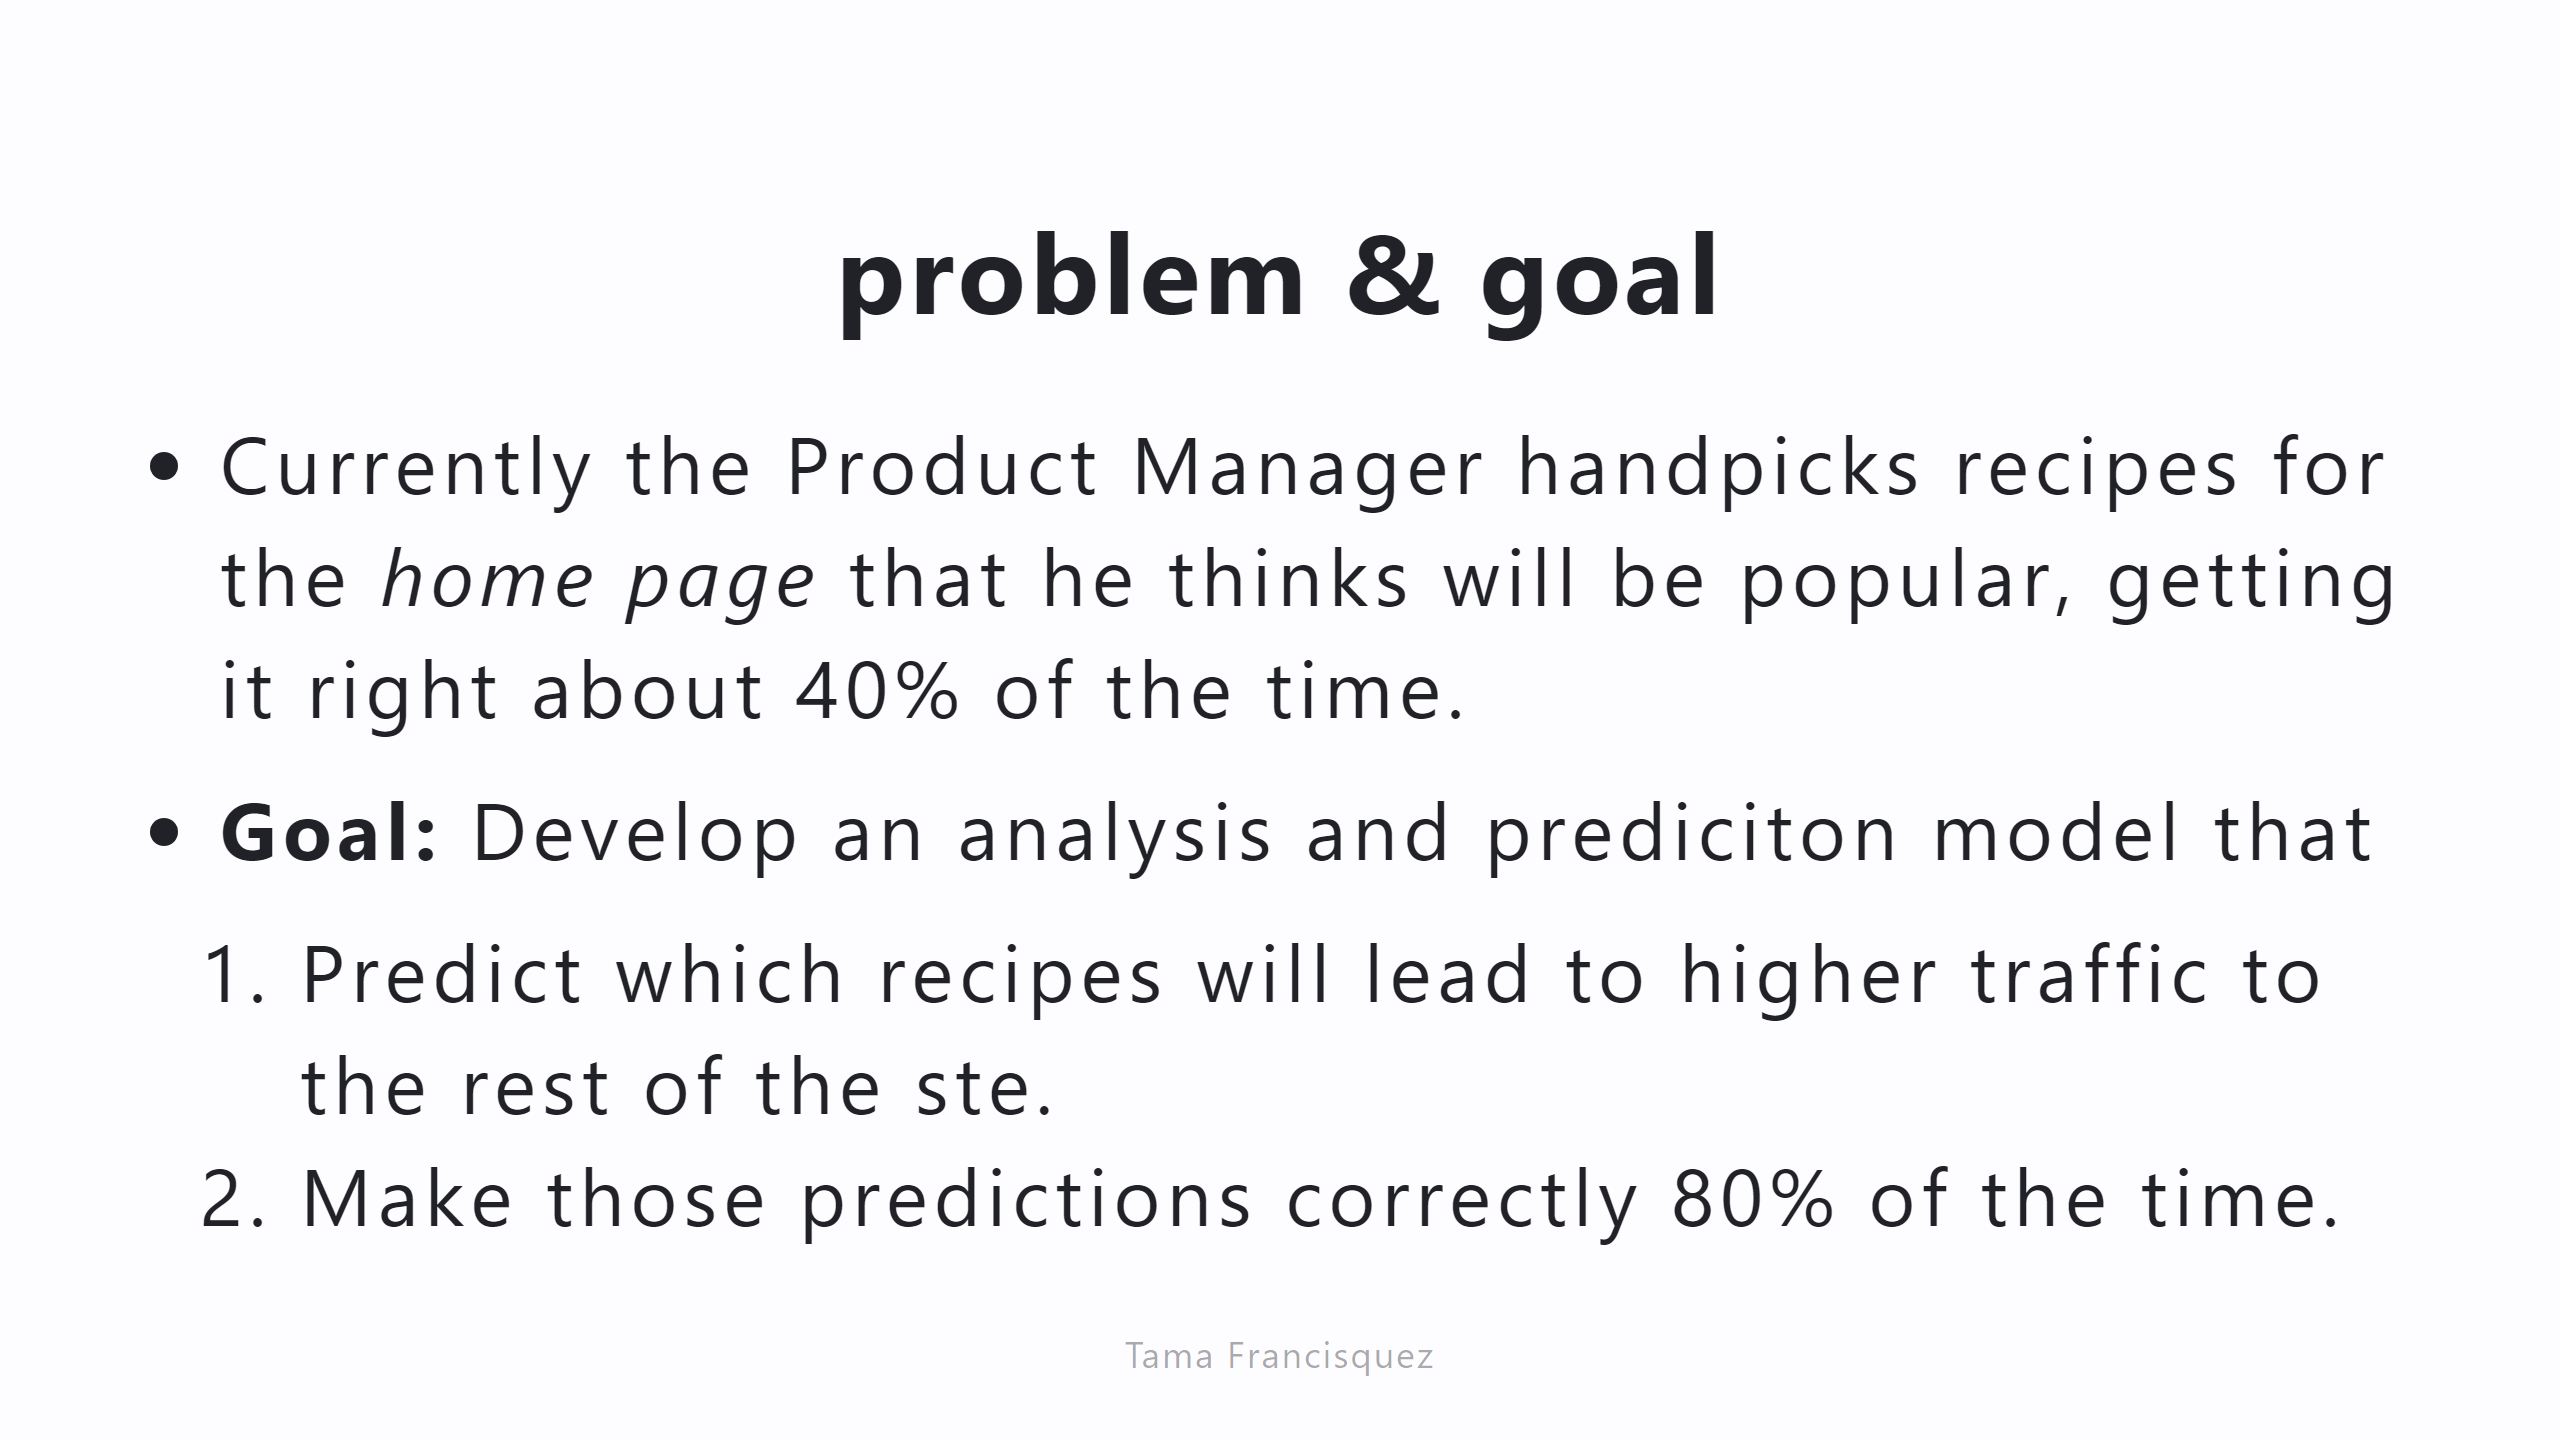 problem & goal
• Currently the Product Manager handpicks recipes for
the home page that he thinks will be popular, getting
it right about 40% of the time.
• Goal: Develop an analysis and prediciton model that
1. Predict which recipes will lead to higher traffic to
the rest of the ste.
2. Make those predictions correctly 80% of the time.
Tama Francisquez